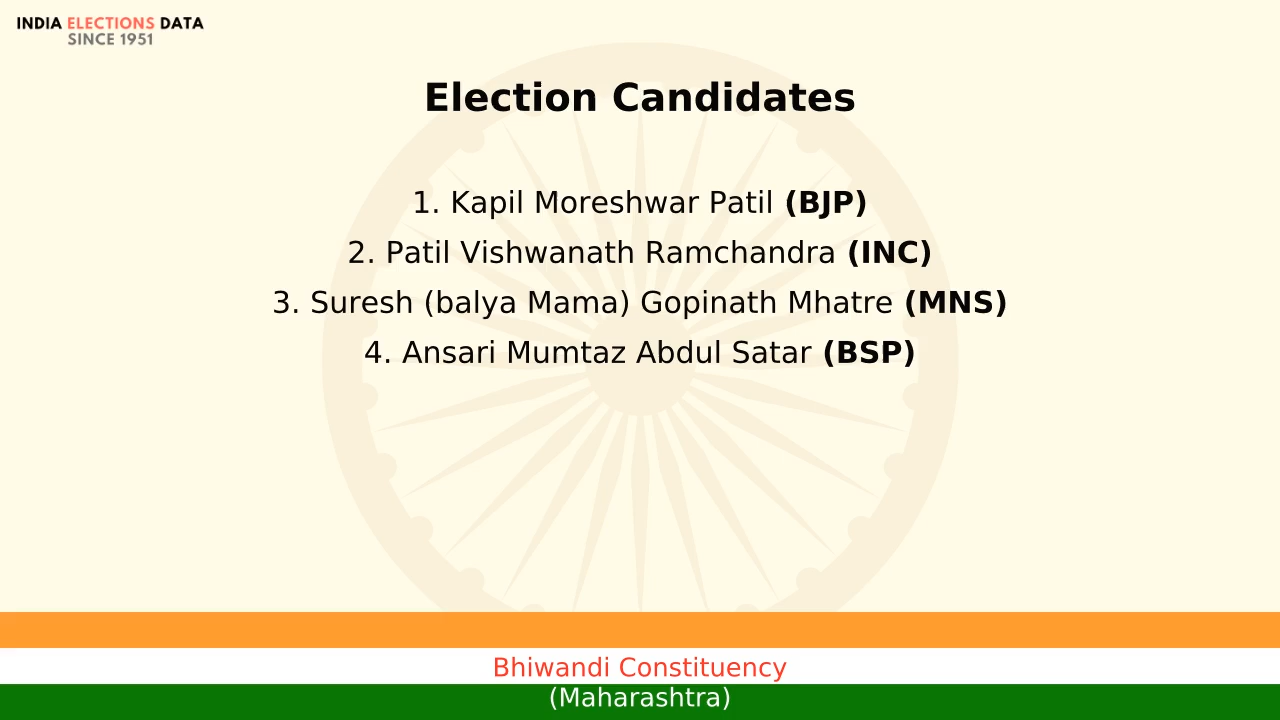 INDIA ELECTIONS DATA
SINCE 1951
Election Candidates
1. Kapil Moreshwar Patil (BJP)
2. Patil Vishwanath Ramchandra (INC)
3. Suresh (balya Mama) Gopinath Mhatre (MNS)
4. Ansari Mumtaz Abdul Satar (BSP)
Bhiwandi Constituency
(Maharashtra)